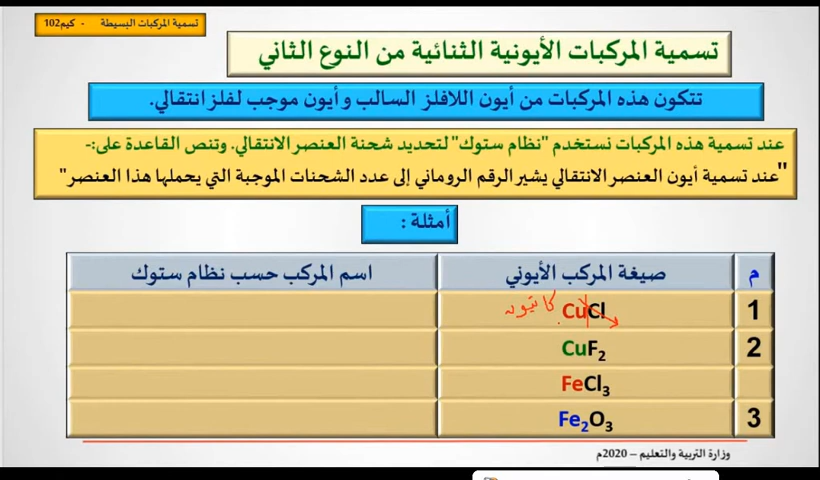 تسمية المركبات البسيطة - كيم102
تسمية المركبات الأيونية الثنائية من النوع الثاني
تتكون هذه المركبات من أيون اللافلز السالب وأيون موجب لفلز انتقالي.
عند تسمية هذه المركبات نستخدم "نظام ستوك" لتحديد شحنة العنصر الانتقالي. وتنص القاعدة على:-
"عند تسمية أيون العنصر الانتقالي يشير الرقم الروماني إلى عدد الشحنات الموجبة التي يحملها هذا العنصر"
أمثلة :
م صيغة المركب الأيوني اسم المركب حسب نظام ستوك
1 CuCl كاتيون
2 CuF₂
FeCl₃
3 Fe₂O₃
وزارة التربية والتعليم – 2020م